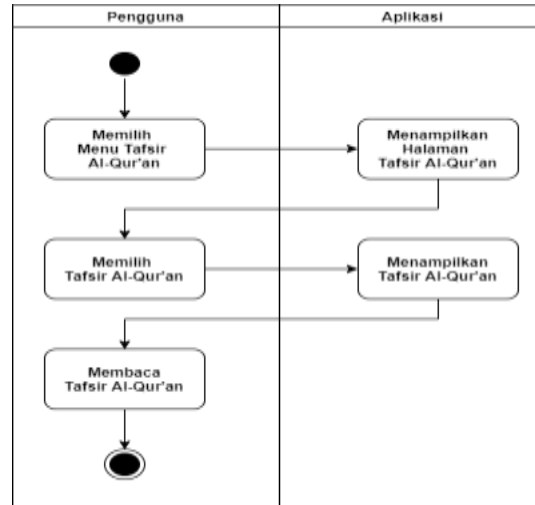 Pengguna
Aplikasi
Memilih
Menu Tafsir
Al-Qur'an
Menampilkan
Halaman
Tafsir Al-Qur'an
Memilih
Tafsir Al-Qur'an
Menampilkan
Tafsir Al-Qur'an
Membaca
Tafsir Al-Qur'an